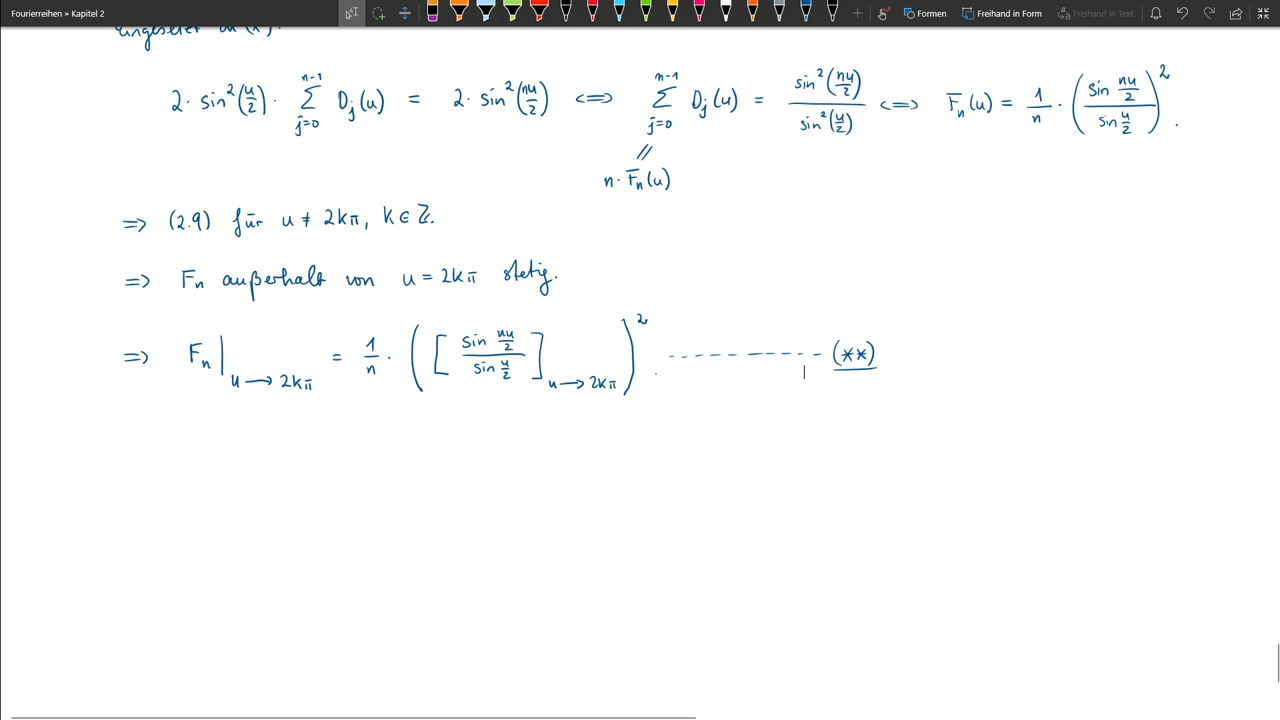 Fourierreihen » Kapitel 2
Formen
Freihand in Form
Freihand in Text
eingesetzt in (*):
2 · sin²(u/2) · ∑_{j=0}^{n-1} D_j(u) = 2 · sin²(nu/2) ⟺ ∑_{j=0}^{n-1} D_j(u) = sin²(nu/2) / sin²(u/2) ⟺ F_n(u) = 1/n · (sin nu/2 / sin u/2)².
∥
n · F_n(u)
⇒ (2.9) für u ≠ 2kπ, k ∈ ℤ.
⇒ F_n außerhalb von u = 2kπ stetig.
⇒ F_n |_{u → 2kπ} = 1/n · ([sin nu/2 / sin u/2]_{u → 2kπ})² ---------- (**)